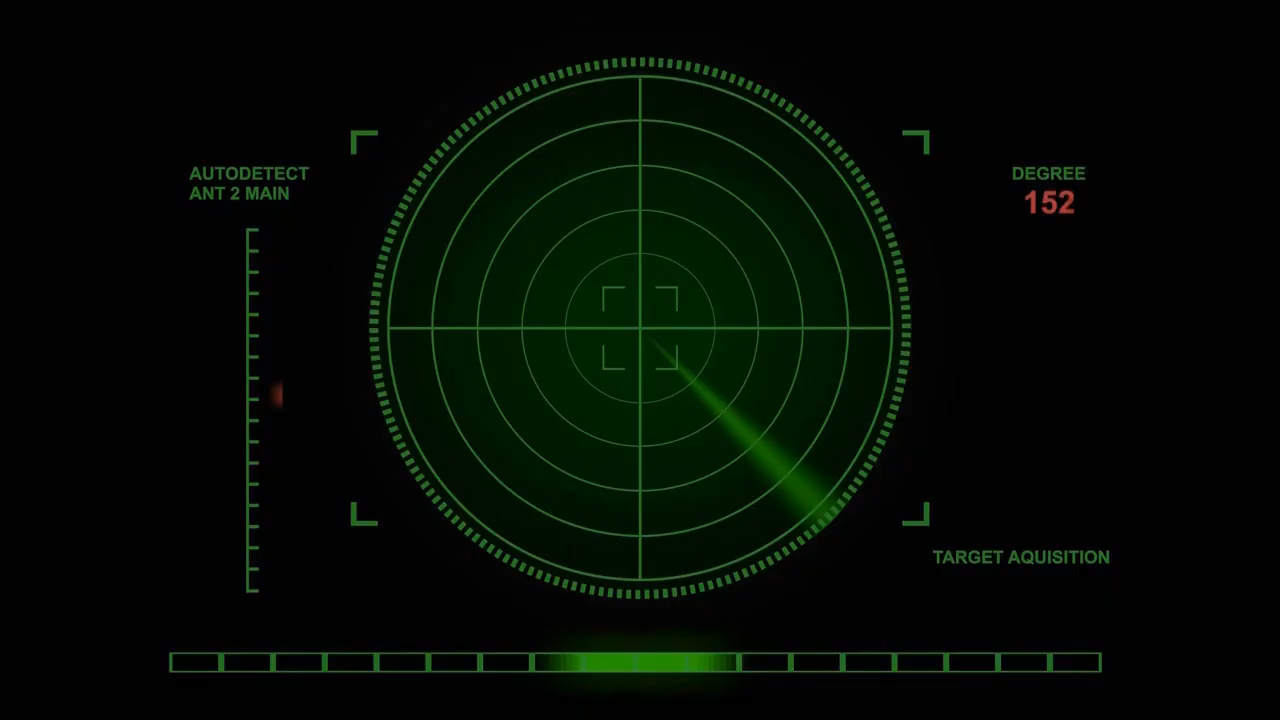 AUTODETECT
ANT 2 MAIN
DEGREE
152
TARGET AQUISITION